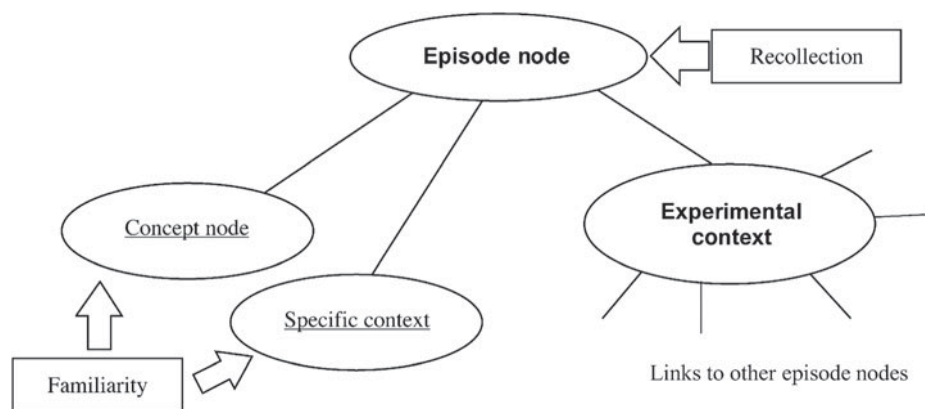 Episode node
Recollection
Concept node
Experimental
context
Specific context
Familiarity
Links to other episode nodes